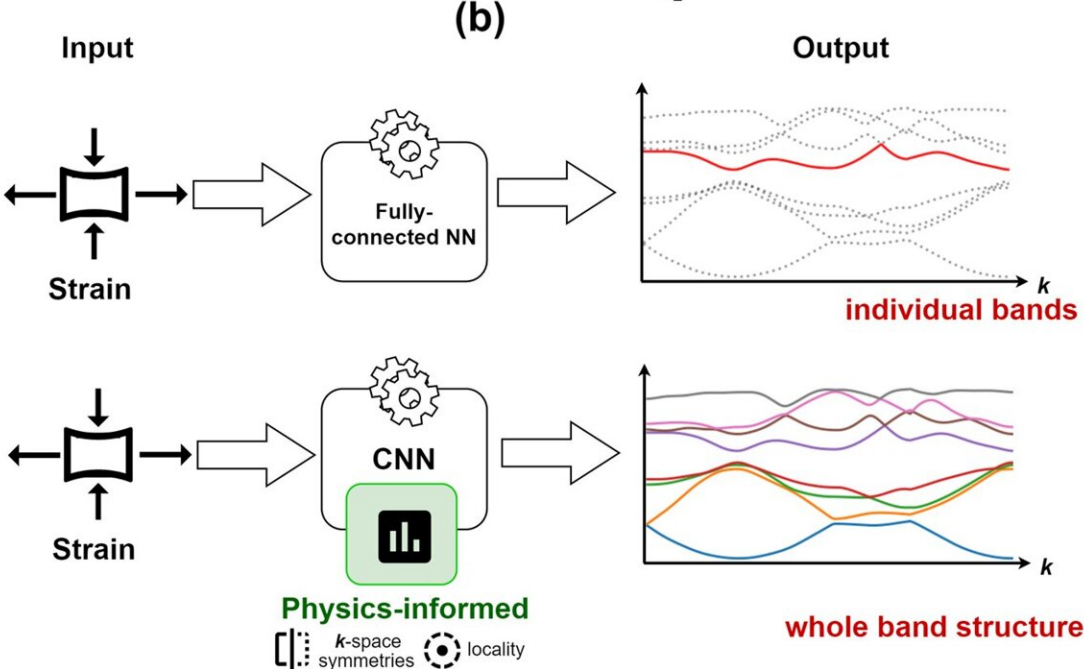 (b)
Input
Output
Strain
Fully-
connected NN
k
individual bands
Strain
CNN
Physics-informed
k-space
symmetries
locality
k
whole band structure